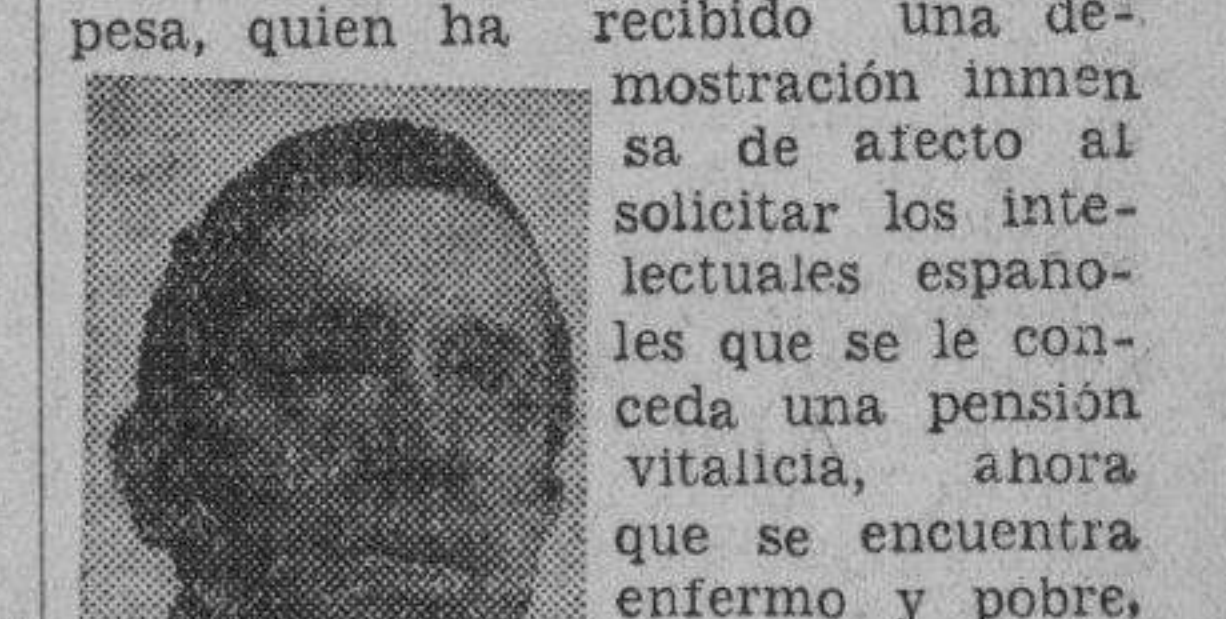 pesa, quien ha recibido una de-
mostración inmen
sa de afecto al
solicitar los inte-
lectuales españo-
les que se le con-
ceda una pensión
vitalicia, ahora
que se encuentra
enfermo y pobre,